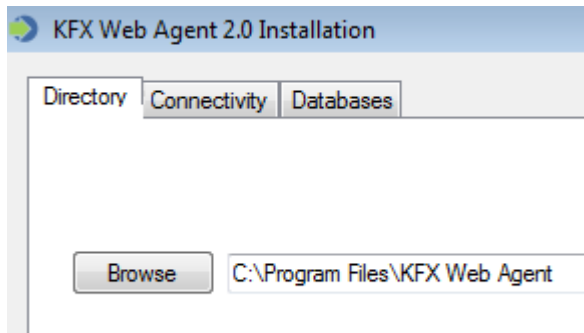 KFX Web Agent 2.0 Installation
Directory Connectivity Databases
Browse C:\Program Files\KFX Web Agent